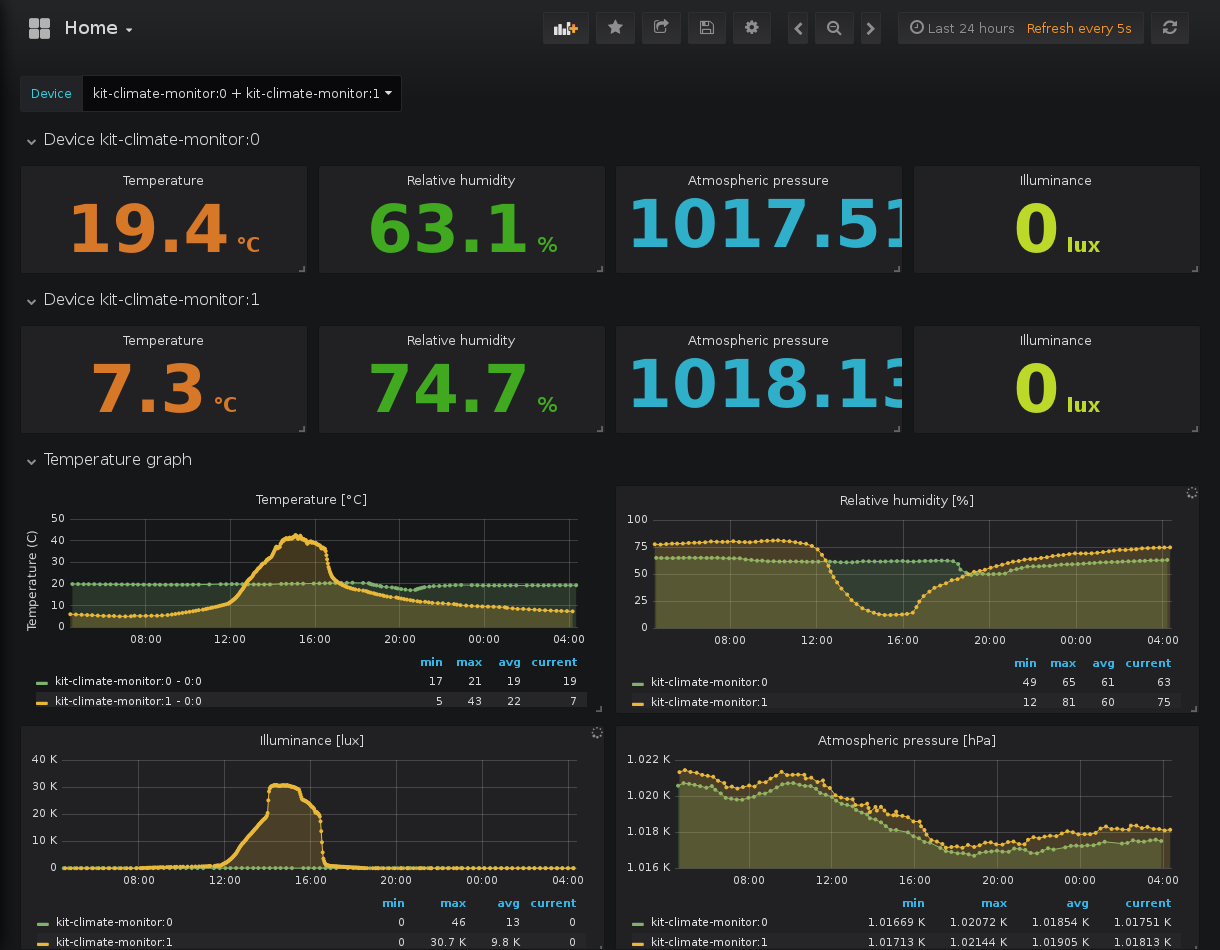 Home
Last 24 hours Refresh every 5s
Device kit-climate-monitor:0 + kit-climate-monitor:1
Device kit-climate-monitor:0
Temperature Relative humidity Atmospheric pressure Illuminance
19.4 °C 63.1 % 1017.51 0 lux
Device kit-climate-monitor:1
Temperature Relative humidity Atmospheric pressure Illuminance
7.3 °C 74.7 % 1018.13 0 lux
Temperature graph
Temperature [°C]
Temperature (C)
50
40
30
20
10
0
08:00 12:00 16:00 20:00 00:00 04:00
min max avg current
kit-climate-monitor:0 - 0:0 17 21 19 19
kit-climate-monitor:1 - 0:0 5 43 22 7
Relative humidity [%]
100
75
50
25
0
08:00 12:00 16:00 20:00 00:00 04:00
min max avg current
kit-climate-monitor:0 49 65 61 63
kit-climate-monitor:1 12 81 60 75
Illuminance [lux]
40 K
30 K
20 K
10 K
0
08:00 12:00 16:00 20:00 00:00 04:00
min max avg current
kit-climate-monitor:0 0 46 13 0
kit-climate-monitor:1 0 30.7 K 9.8 K 0
Atmospheric pressure [hPa]
1.022 K
1.020 K
1.018 K
1.016 K
08:00 12:00 16:00 20:00 00:00 04:00
min max avg current
kit-climate-monitor:0 1.01669 K 1.02072 K 1.01854 K 1.01751 K
kit-climate-monitor:1 1.01713 K 1.02144 K 1.01905 K 1.01813 K